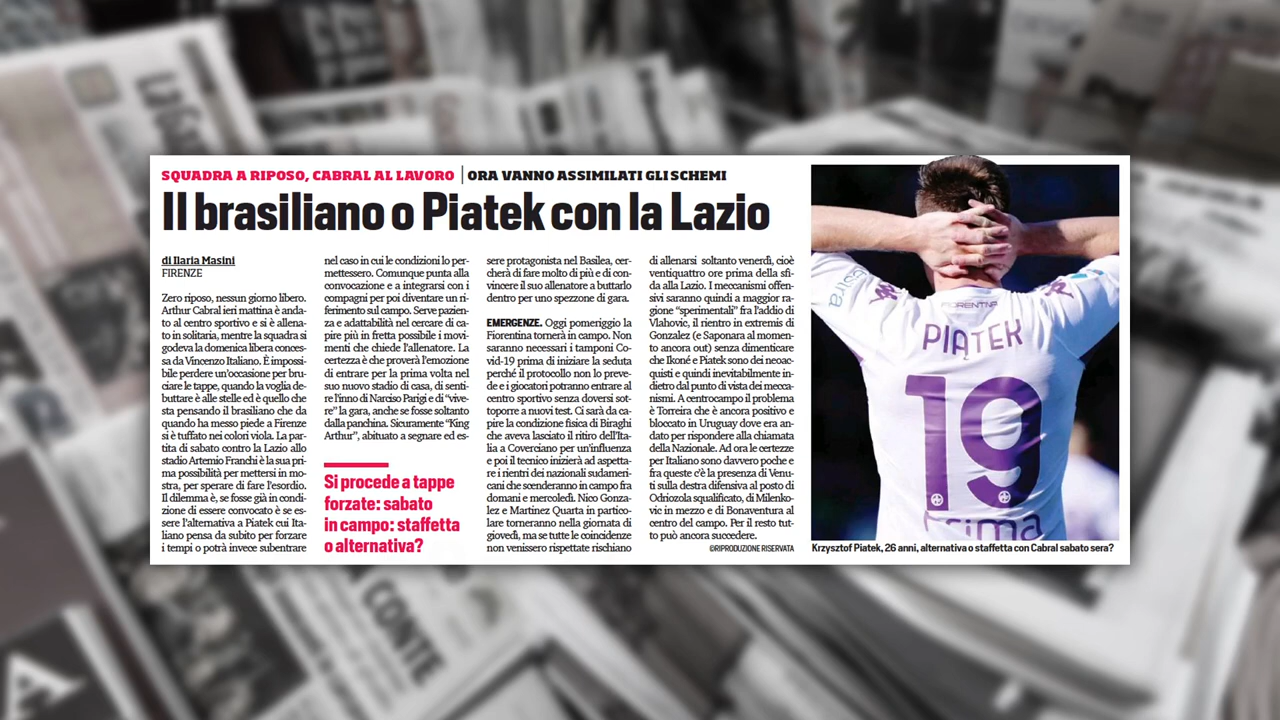 SQUADRA A RIPOSO, CABRAL AL LAVORO | ORA VANNO ASSIMILATI GLI SCHEMI
Il brasiliano o Piatek con la Lazio
di Ilaria Masini
FIRENZE
Zero riposo, nessun giorno libero.
Arthur Cabral ieri mattina è anda-
to al centro sportivo e si è allena-
to in solitaria, mentre la squadra si
godeva la domenica libera conces-
sa da Vincenzo Italiano. È impossi-
bile perdere un'occasione per bru-
ciare le tappe, quando la voglia de-
buttare è alle stelle ed è quello che
sta pensando il brasiliano che da
quando ha messo piede a Firenze
si è tuffato nei colori viola. La par-
tita di sabato contro la Lazio allo
stadio Artemio Franchi è la sua pri-
ma possibilità per mettersi in mo-
stra, per sperare di fare l'esordio.
Il dilemma è, se fosse già in condi-
zione di essere convocato è se es-
sere l'alternativa a Piatek cui Ita-
liano pensa da subito per forzare
i tempi o potrà invece subentrare
nel caso in cui le condizioni lo per-
mettessero. Comunque punta alla
convocazione e a integrarsi con i
compagni per poi diventare un ri-
ferimento sul campo. Serve pazien-
za e adattabilità nel cercare di ca-
pire più in fretta possibile i movi-
menti che chiede l'allenatore. La
certezza è che proverà l'emozione
di entrare per la prima volta nel
suo nuovo stadio di casa, di senti-
re l'inno di Narciso Parigi e di "vive-
re" la gara, anche se fosse soltanto
dalla panchina. Sicuramente "King
Arthur", abituato a segnare ed es-
Si procede a tappe
forzate: sabato
in campo: staffetta
o alternativa?
sere protagonista nel Basilea, cer-
cherà di fare molto di più e di con-
vincere il suo allenatore a buttarlo
dentro per uno spezzone di gara.
EMERGENZE. Oggi pomeriggio la
Fiorentina tornerà in campo. Non
saranno necessari i tamponi Co-
vid-19 prima di iniziare la seduta
perché il protocollo non lo preve-
de e i giocatori potranno entrare al
centro sportivo senza doversi sot-
toporre a nuovi test. Ci sarà da ca-
pire la condizione fisica di Biraghi
che aveva lasciato il ritiro dell'Ita-
lia a Coverciano per un'influenza
e poi il tecnico inizierà ad aspetta-
re i rientri dei nazionali sudameri-
cani che scenderanno in campo fra
domani e mercoledì. Nico Gonza-
lez e Martinez Quarta in partico-
lare torneranno nella giornata di
giovedì, ma se tutte le coincidenze
non venissero rispettate rischiano
di allenarsi soltanto venerdì, cioè
ventiquattro ore prima della sfi-
da alla Lazio. I meccanismi offen-
sivi saranno quindi a maggior ra-
gione "sperimentali" fra l'addio di
Vlahovic, il rientro in extremis di
Gonzalez (e Saponara al momen-
to ancora out) senza dimenticare
che Ikoné e Piatek sono dei neoac-
quisti e quindi inevitabilmente in-
dietro dal punto di vista dei mecca-
nismi. A centrocampo il problema
è Torreira che è ancora positivo e
bloccato in Uruguay dove era an-
dato per rispondere alla chiamata
della Nazionale. Ad ora le certezze
per Italiano sono davvero poche e
fra queste c'è la presenza di Venu-
ti sulla destra difensiva al posto di
Odriozola squalificato, di Milenko-
vic in mezzo e di Bonaventura al
centro del campo. Per il resto tut-
to può ancora succedere.
©RIPRODUZIONE RISERVATA
FIORENTINA
PIĄTEK
19
prima
Krzysztof Piatek, 26 anni, alternativa o staffetta con Cabral sabato sera?
CONTE
A